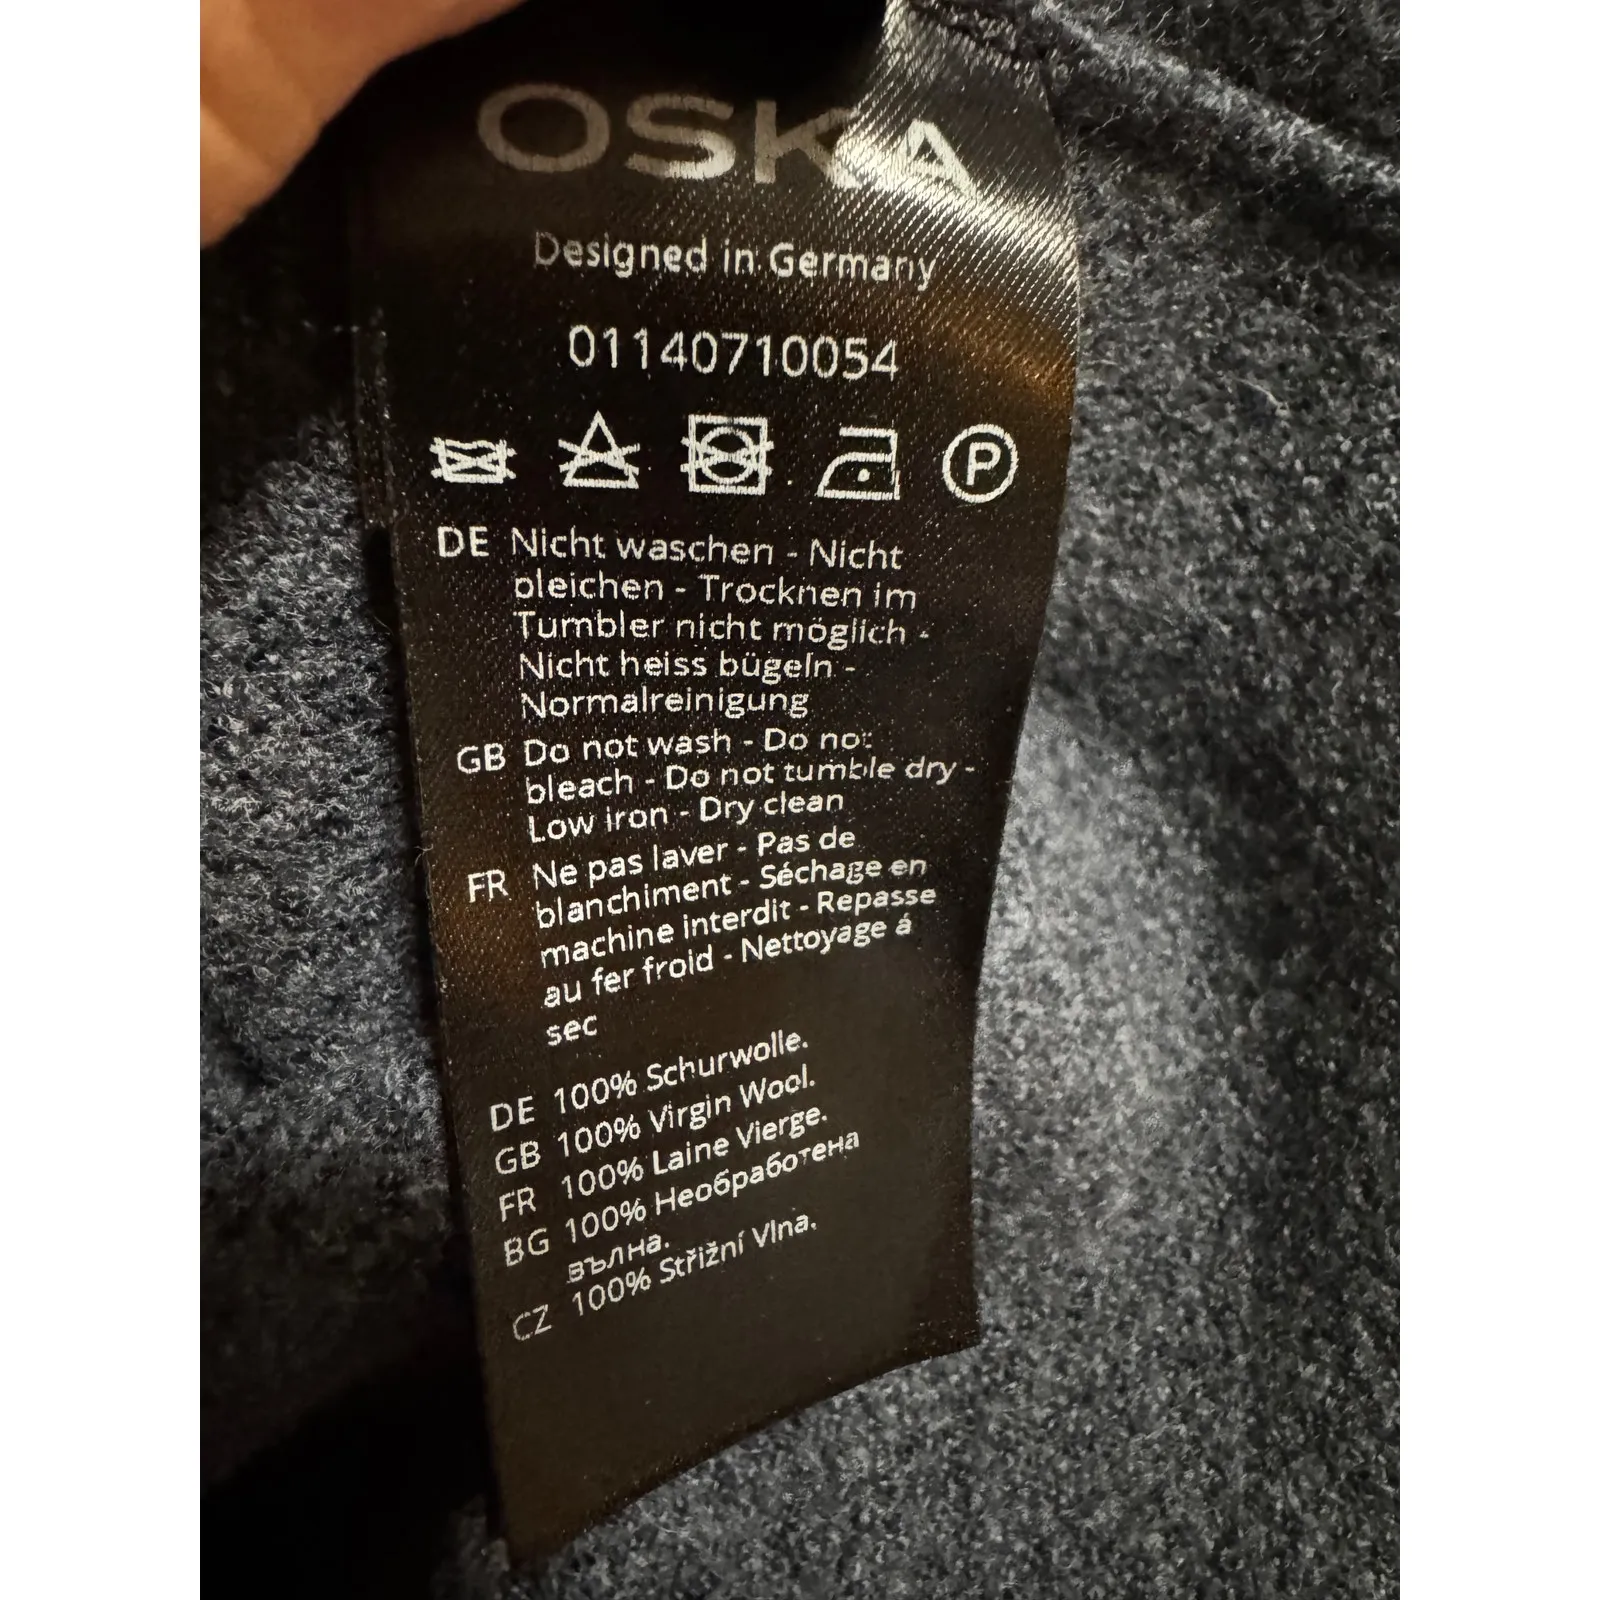 OSKA
Designed in Germany
01140710054
P
DE Nicht waschen - Nicht
bleichen - Trocknen im
Tumbler nicht möglich -
Nicht heiss bügeln -
Normalreinigung
GB Do not wash - Do not
bleach - Do not tumble dry -
Low iron - Dry clean
FR Ne pas laver - Pas de
blanchiment - Séchage en
machine interdit - Repasse
au fer froid - Nettoyage á
sec
DE 100% Schurwolle.
GB 100% Virgin Wool.
FR 100% Laine Vierge.
BG 100% Необработена
вълна.
CZ 100% Střižní Vlna.